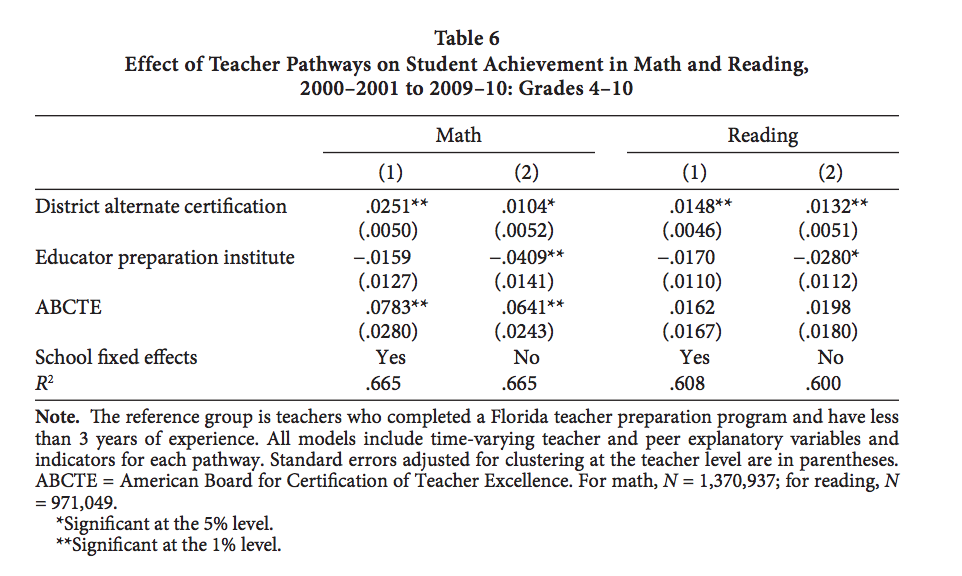 Table 6
Effect of Teacher Pathways on Student Achievement in Math and Reading,
2000–2001 to 2009–10: Grades 4–10
Math Reading
(1) (2) (1) (2)
District alternate certification .0251** .0104* .0148** .0132**
(.0050) (.0052) (.0046) (.0051)
Educator preparation institute −.0159 −.0409** −.0170 −.0280*
(.0127) (.0141) (.0110) (.0112)
ABCTE .0783** .0641** .0162 .0198
(.0280) (.0243) (.0167) (.0180)
School fixed effects Yes No Yes No
R² .665 .665 .608 .600
Note. The reference group is teachers who completed a Florida teacher preparation program and have less
than 3 years of experience. All models include time-varying teacher and peer explanatory variables and
indicators for each pathway. Standard errors adjusted for clustering at the teacher level are in parentheses.
ABCTE = American Board for Certification of Teacher Excellence. For math, N = 1,370,937; for reading, N
= 971,049.
*Significant at the 5% level.
**Significant at the 1% level.